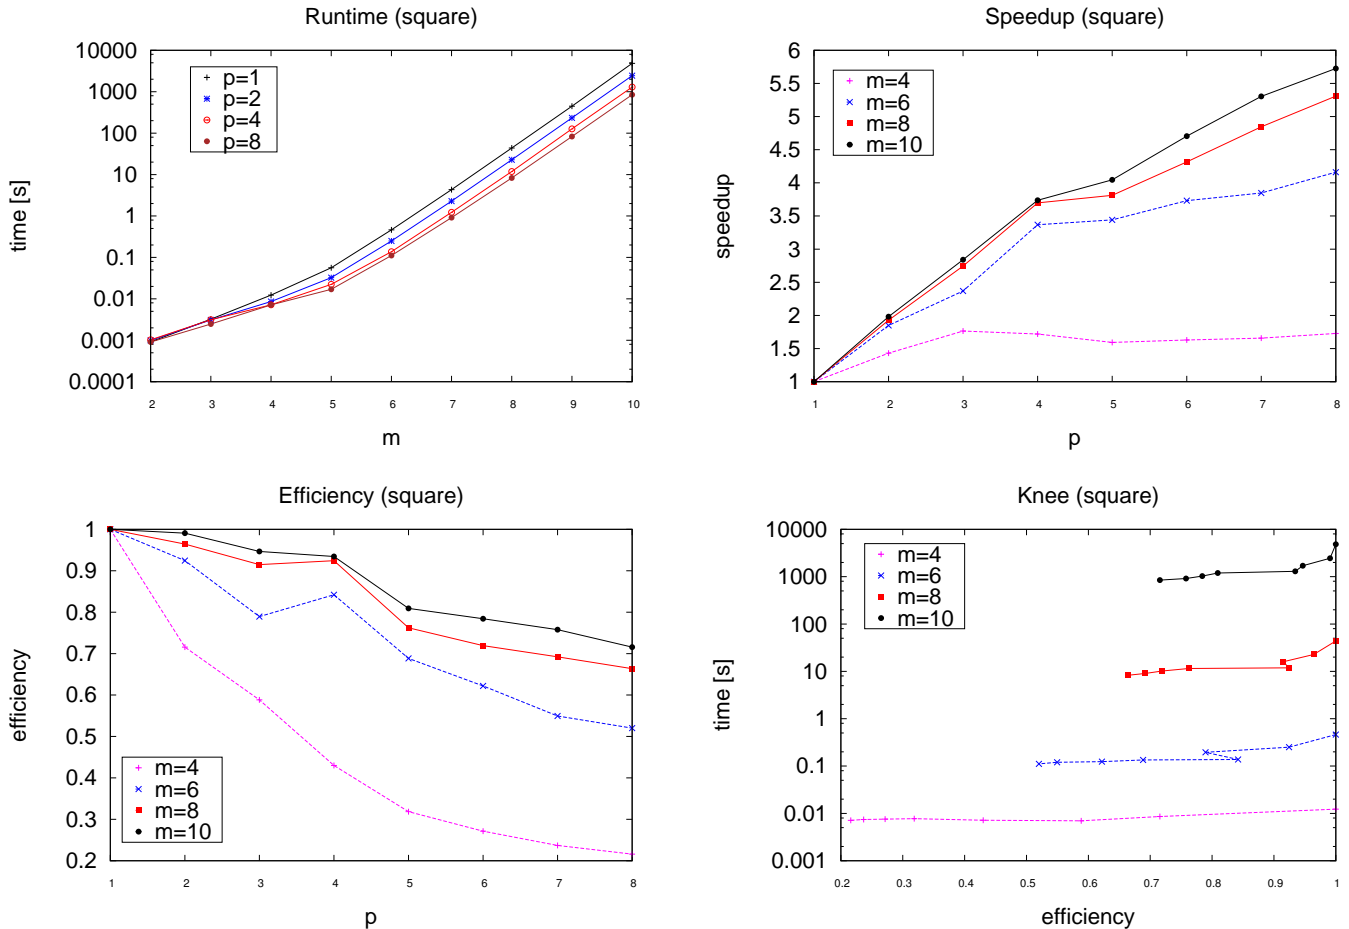 Runtime (square)
10000
1000
100
10
1
0.1
0.01
0.001
0.0001
time [s]
p=1
p=2
p=4
p=8
2 3 4 5 6 7 8 9 10
m
Speedup (square)
6
5.5
5
4.5
4
3.5
3
2.5
2
1.5
1
speedup
m=4
m=6
m=8
m=10
1 2 3 4 5 6 7 8
p
Efficiency (square)
1
0.9
0.8
0.7
0.6
0.5
0.4
0.3
0.2
efficiency
m=4
m=6
m=8
m=10
1 2 3 4 5 6 7 8
p
Knee (square)
10000
1000
100
10
1
0.1
0.01
0.001
time [s]
m=4
m=6
m=8
m=10
0.2 0.3 0.4 0.5 0.6 0.7 0.8 0.9 1
efficiency